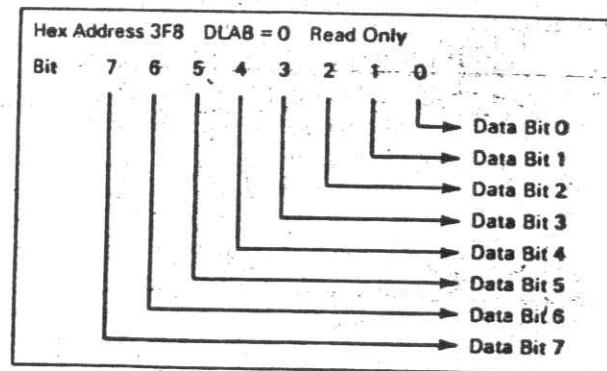 Hex Address 3F8 DLAB = 0 Read Only
Bit 7 6 5 4 3 2 1 0
Data Bit 0
Data Bit 1
Data Bit 2
Data Bit 3
Data Bit 4
Data Bit 5
Data Bit 6
Data Bit 7